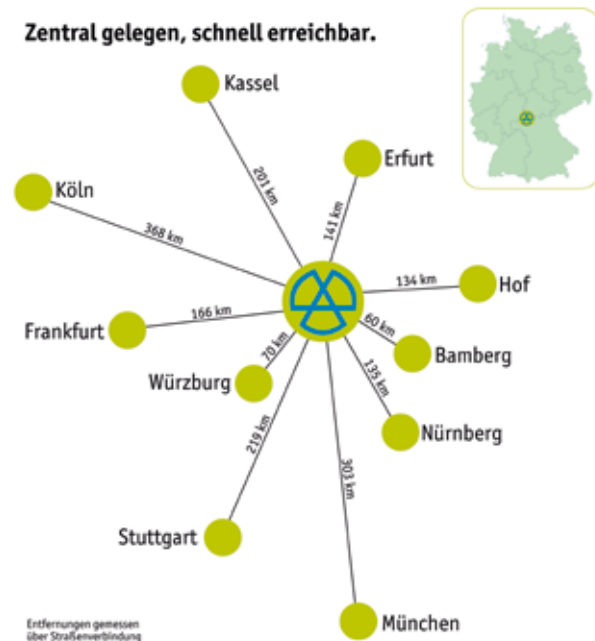 Zentral gelegen, schnell erreichbar.
Kassel
Erfurt
Köln
201 km
141 km
368 km
134 km
Hof
166 km
Frankfurt
60 km
Bamberg
70 km
Würzburg
135 km
Nürnberg
219 km
303 km
Stuttgart
München
Entfernungen gemessen
über Straßenverbindung